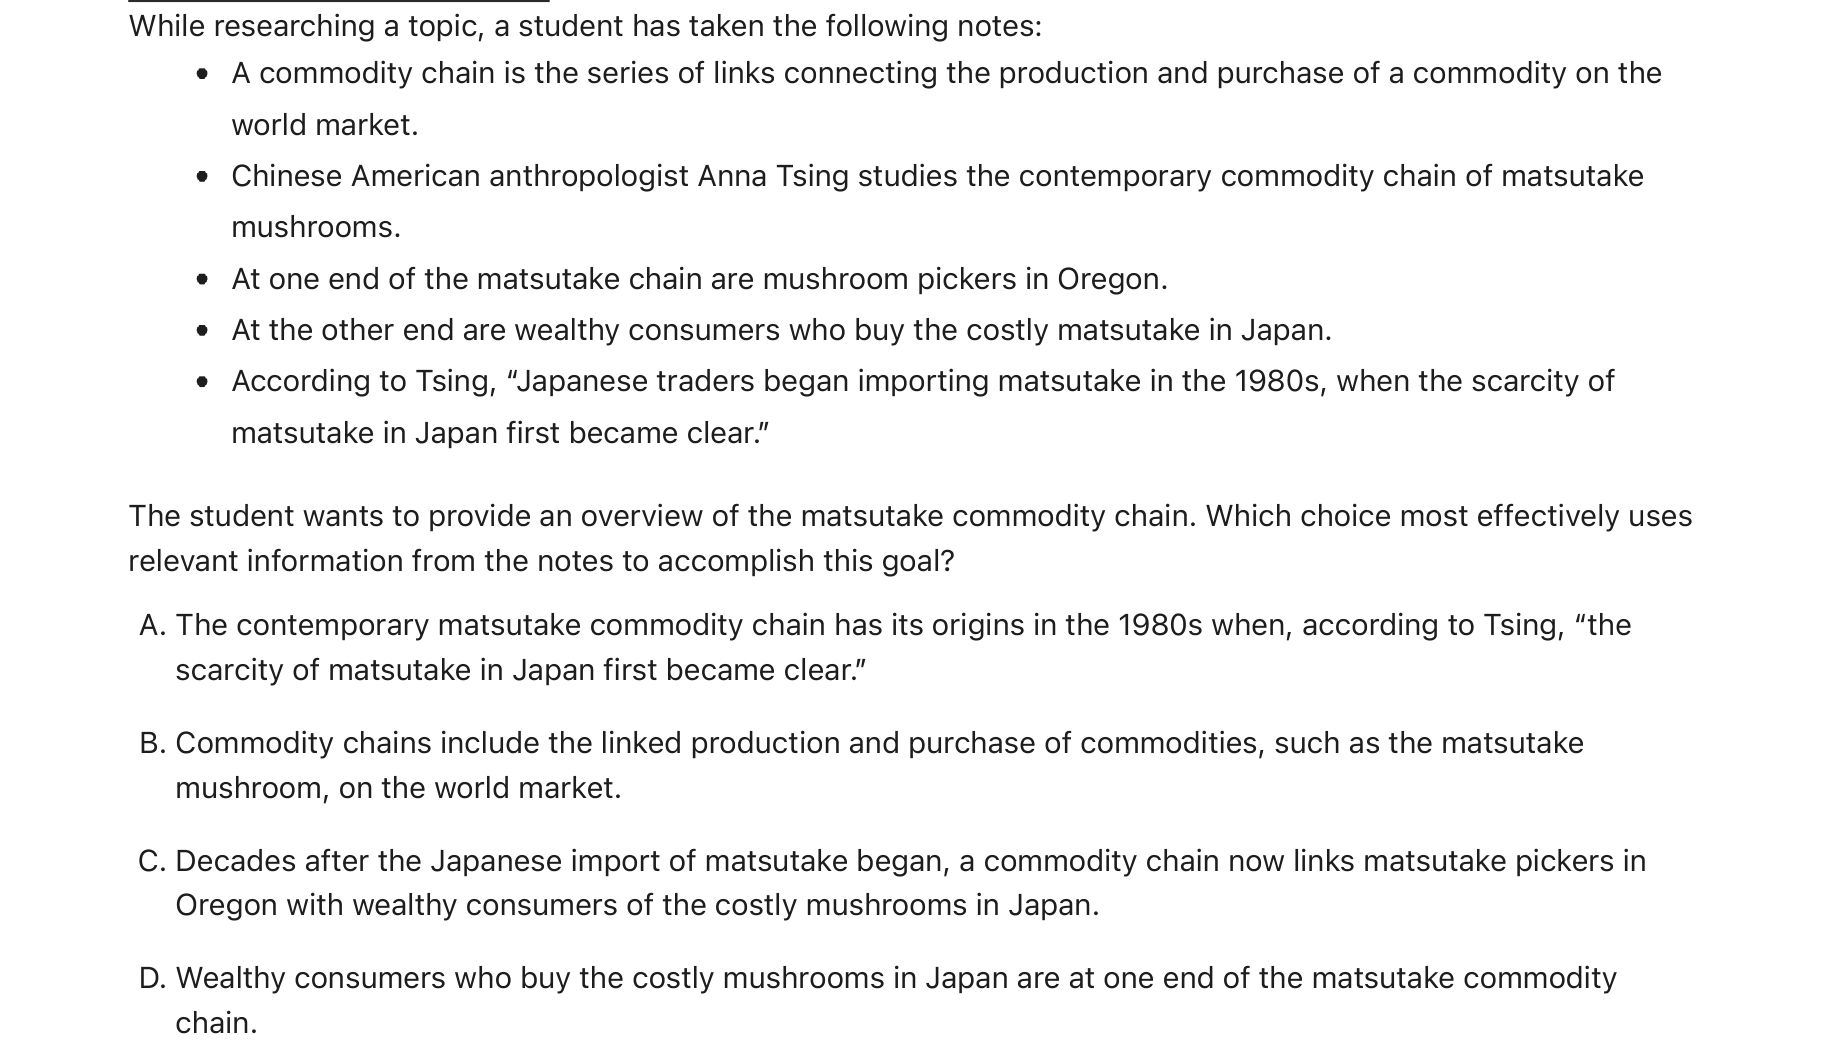 While researching a topic, a student has taken the following notes:
• A commodity chain is the series of links connecting the production and purchase of a commodity on the
world market.
• Chinese American anthropologist Anna Tsing studies the contemporary commodity chain of matsutake
mushrooms.
• At one end of the matsutake chain are mushroom pickers in Oregon.
• At the other end are wealthy consumers who buy the costly matsutake in Japan.
• According to Tsing, “Japanese traders began importing matsutake in the 1980s, when the scarcity of
matsutake in Japan first became clear.”
The student wants to provide an overview of the matsutake commodity chain. Which choice most effectively uses
relevant information from the notes to accomplish this goal?
A. The contemporary matsutake commodity chain has its origins in the 1980s when, according to Tsing, “the
scarcity of matsutake in Japan first became clear.”
B. Commodity chains include the linked production and purchase of commodities, such as the matsutake
mushroom, on the world market.
C. Decades after the Japanese import of matsutake began, a commodity chain now links matsutake pickers in
Oregon with wealthy consumers of the costly mushrooms in Japan.
D. Wealthy consumers who buy the costly mushrooms in Japan are at one end of the matsutake commodity
chain.